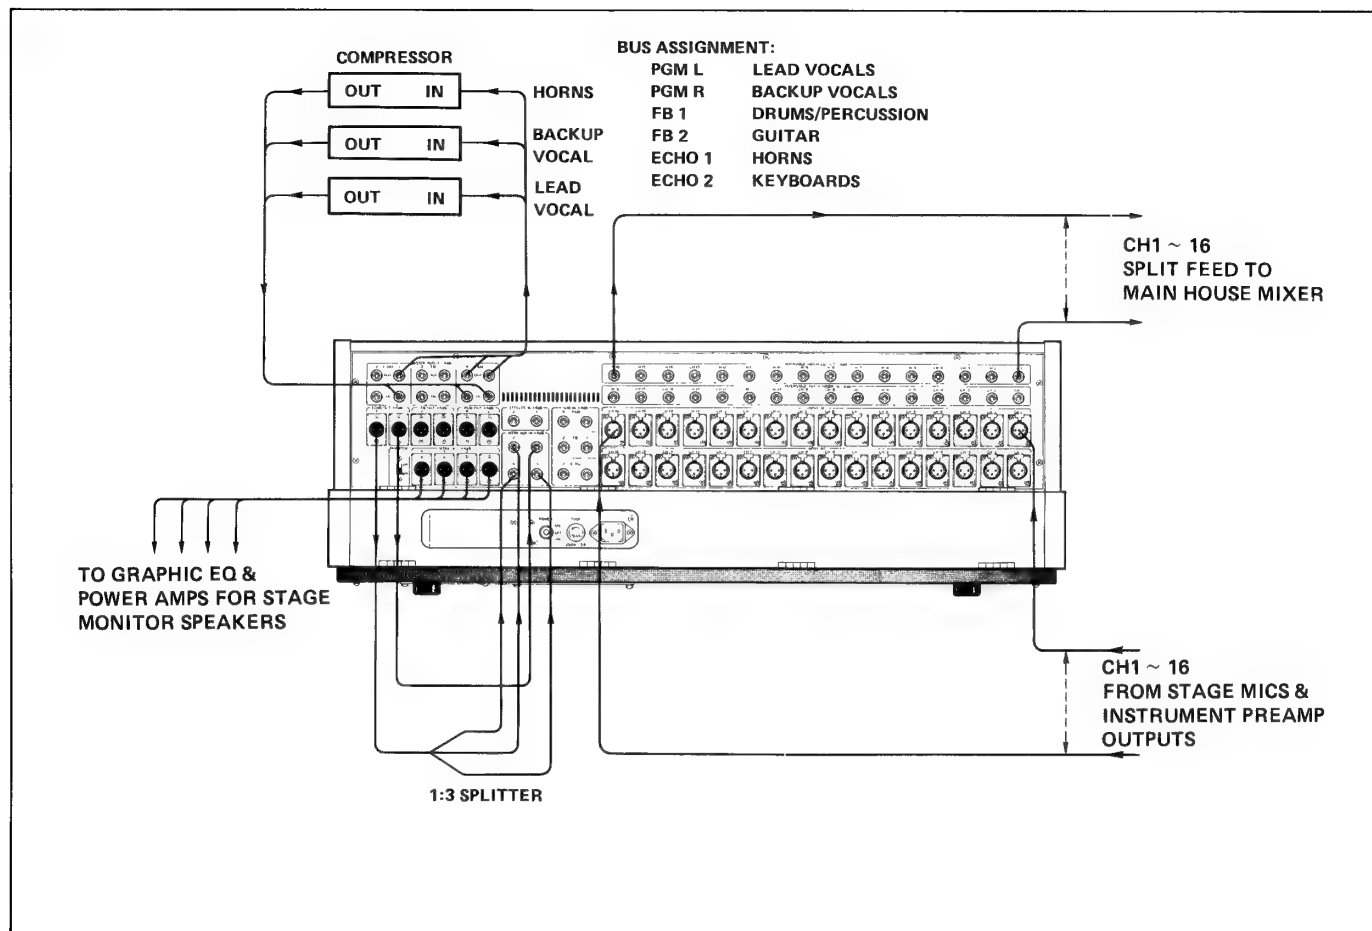 COMPRESSOR
OUT IN
HORNS
OUT IN
BACKUP
VOCAL
OUT IN
LEAD
VOCAL
BUS ASSIGNMENT:
PGM L LEAD VOCALS
PGM R BACKUP VOCALS
FB 1 DRUMS/PERCUSSION
FB 2 GUITAR
ECHO 1 HORNS
ECHO 2 KEYBOARDS
CH1 ~ 16
SPLIT FEED TO
MAIN HOUSE MIXER
TO GRAPHIC EQ &
POWER AMPS FOR STAGE
MONITOR SPEAKERS
CH1 ~ 16
FROM STAGE MICS &
INSTRUMENT PREAMP
OUTPUTS
1:3 SPLITTER